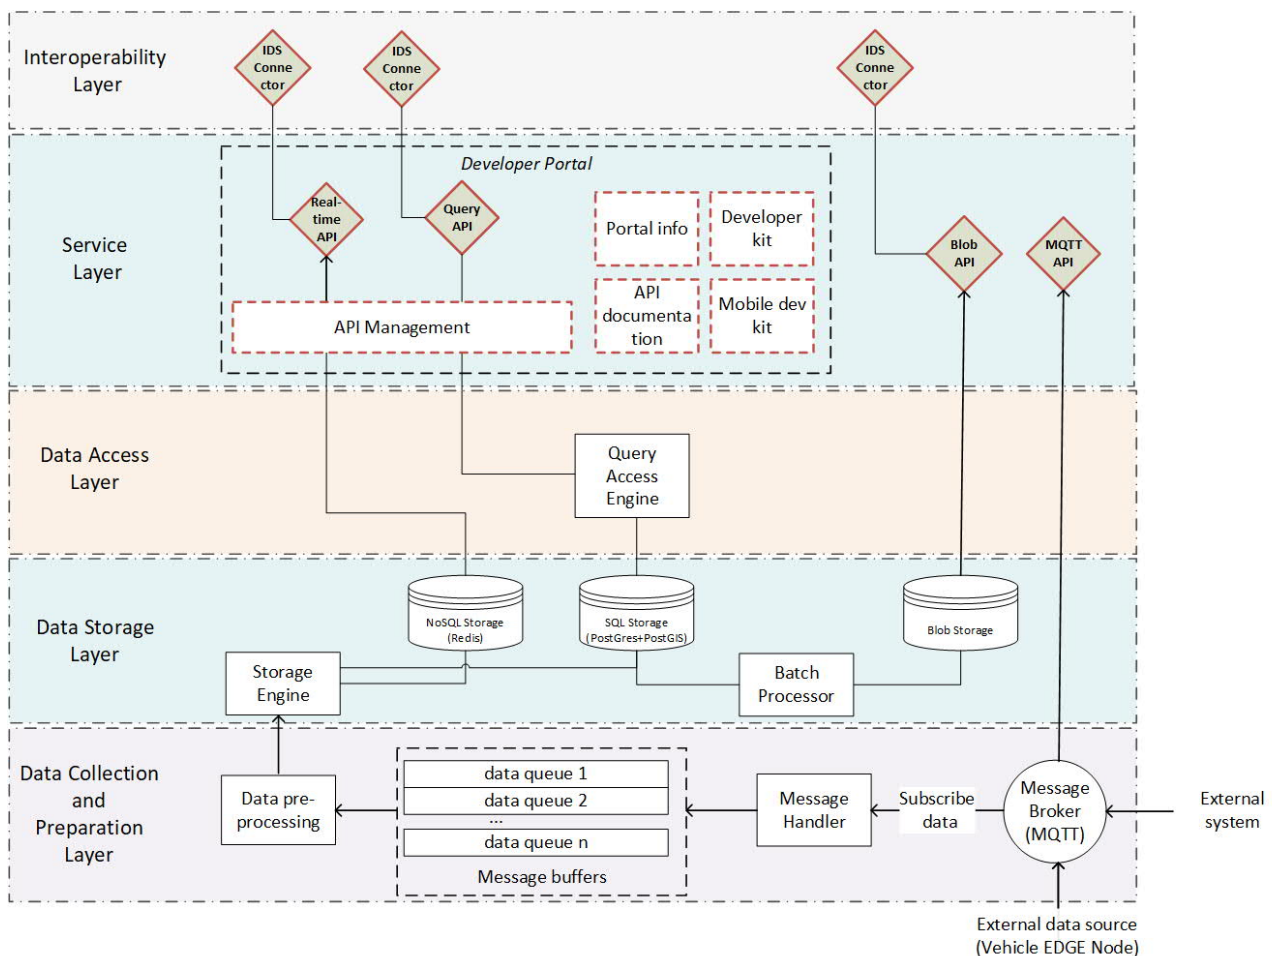 Interoperability
Layer
IDS
Conne
ctor
IDS
Conne
ctor
IDS
Conne
ctor
Service
Layer
Developer Portal
Real-
time
API
Query
API
Portal info
Developer
kit
API
documenta
tion
Mobile dev
kit
API Management
Blob
API
MQTT
API
Data Access
Layer
Query
Access
Engine
Data Storage
Layer
NoSQL Storage
(Redis)
SQL Storage
(PostGres+PostGIS)
Blob Storage
Storage
Engine
Batch
Processor
Data Collection
and
Preparation
Layer
Data pre-
processing
data queue 1
data queue 2
...
data queue n
Message buffers
Message
Handler
Subscribe
data
Message
Broker
(MQTT)
External
system
External data source
(Vehicle EDGE Node)